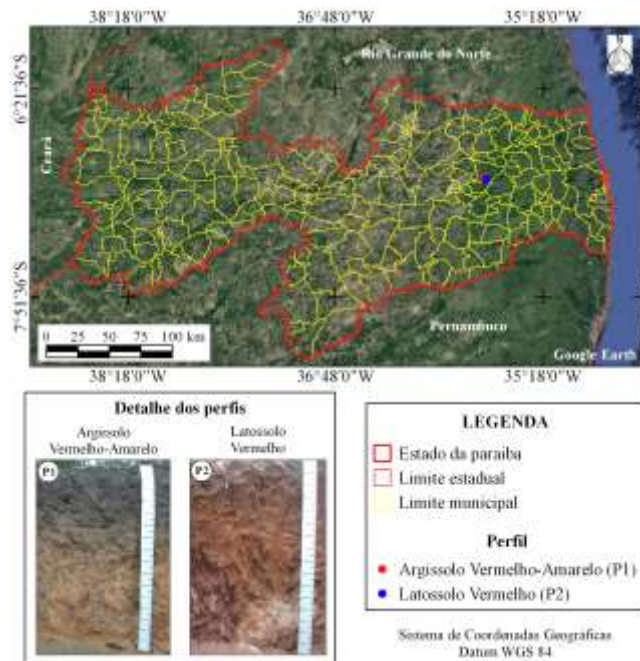 38°18'0"W 36°48'0"W 35°18'0"W
Rio Grande do Norte
N
6°21'36"S
Ceará
7°51'36"S
0 25 50 75 100 km
Pernambuco
Google Earth
38°18'0"W 36°48'0"W 35°18'0"W
Detalhe dos perfis
Argissolo
Vermelho-Amarelo
Latossolo
Vermelho
P1
P2
LEGENDA
Estado da paraiba
Limite estadual
Limite municipal
Perfil
Argissolo Vermelho-Amarelo (P1)
Latossolo Vermelho (P2)
Sistema de Coordenadas Geográficas
Datum WGS 84